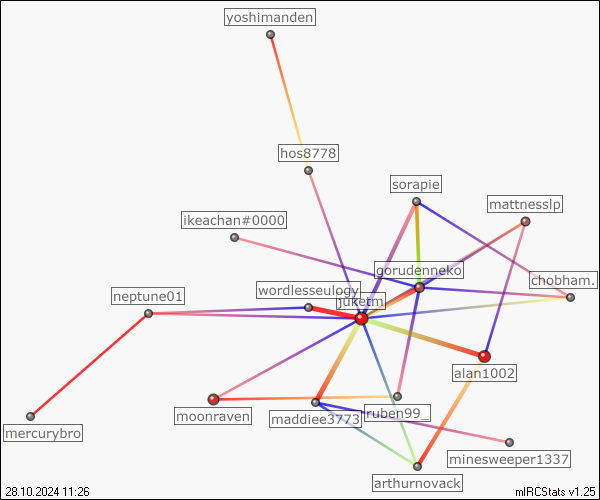 yoshimanden
hos8778
sorapie
ikeachan#0000
mattnesslp
gorudenneko
chobham.
wordlesseulogy
neptune01
juketm
alan1002
moonraven
maddiee3773
ruben99_
mercurybro
minesweeper1337
arthurnovack
28.10.2024 11:26
mIRCStats v1.25